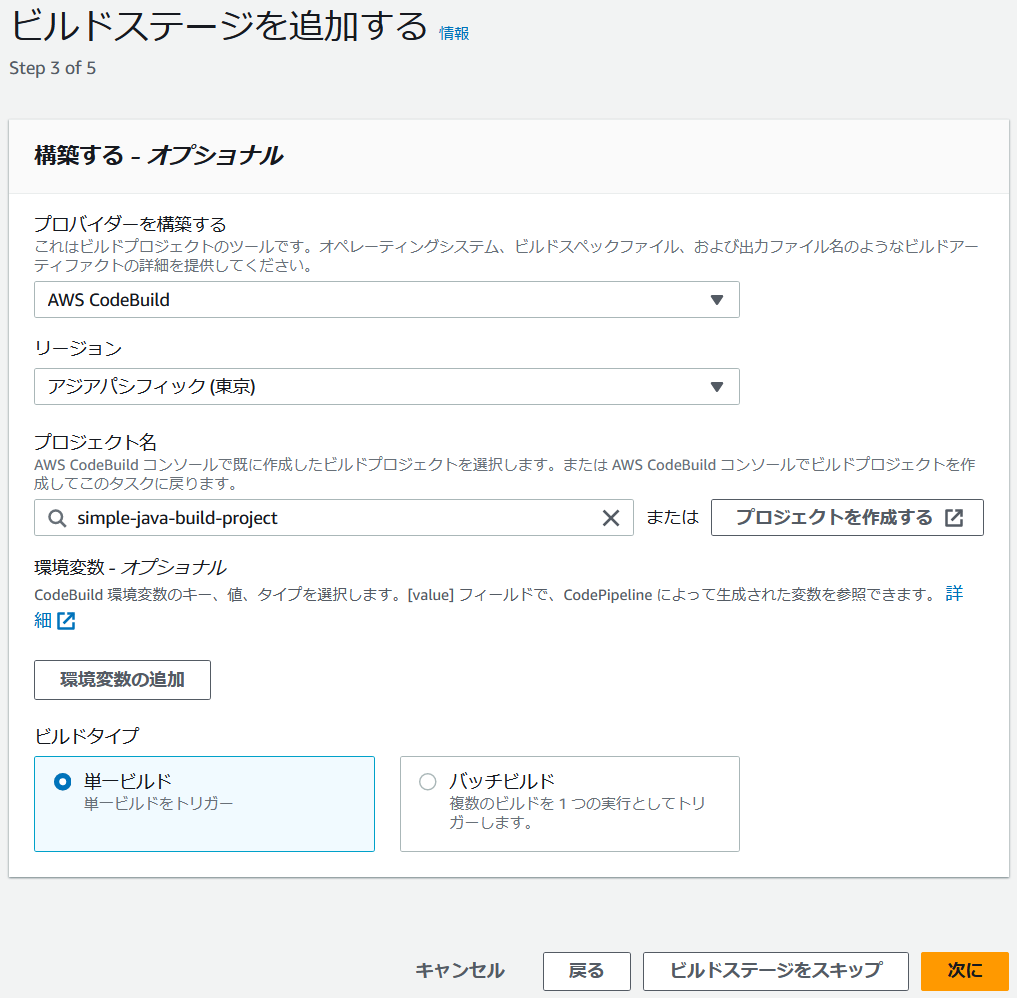 ビルドステージを追加する 情報
Step 3 of 5
構築する - オプショナル
プロバイダーを構築する
これはビルドプロジェクトのツールです。オペレーティングシステム、ビルドスペックファイル、および出力ファイル名のようなビルドアー
ティファクトの詳細を提供してください。
AWS CodeBuild
リージョン
アジアパシフィック (東京)
プロジェクト名
AWS CodeBuild コンソールで既に作成したビルドプロジェクトを選択します。または AWS CodeBuild コンソールでビルドプロジェクトを作
成してこのタスクに戻ります。
simple-java-build-project または プロジェクトを作成する
環境変数 - オプショナル
CodeBuild 環境変数のキー、値、タイプを選択します。[value] フィールドで、CodePipeline によって生成された変数を参照できます。 詳
細
環境変数の追加
ビルドタイプ
単一ビルド
単一ビルドをトリガー
バッチビルド
複数のビルドを 1 つの実行としてトリ
ガーします。
キャンセル 戻る ビルドステージをスキップ 次に